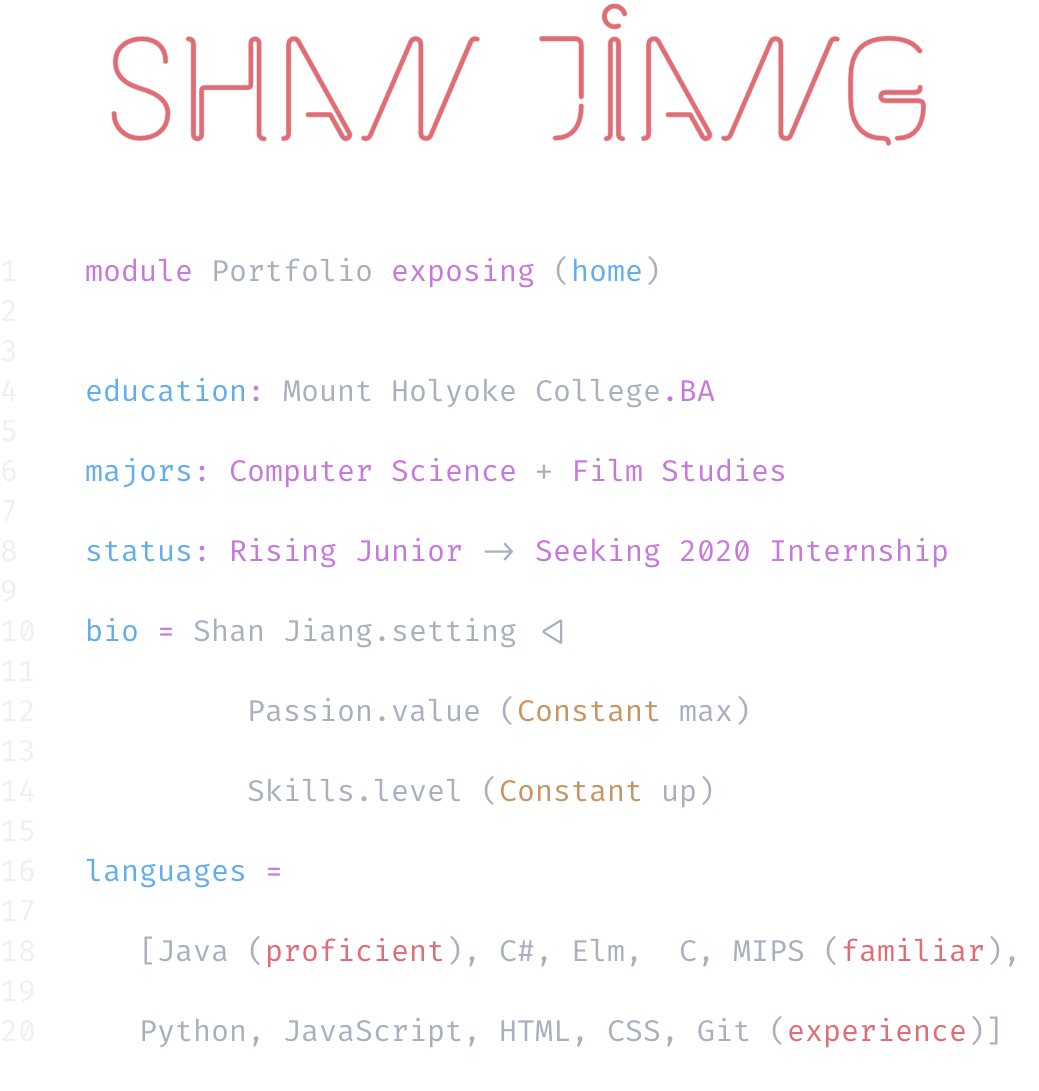 SHAN JiANG
1 module Portfolio exposing (home)
2
3
4 education: Mount Holyoke College.BA
5
6 majors: Computer Science + Film Studies
7
8 status: Rising Junior -> Seeking 2020 Internship
9
10 bio = Shan Jiang.setting <|
11
12 Passion.value (Constant max)
13
14 Skills.level (Constant up)
15
16 languages =
17
18 [Java (proficient), C#, Elm,  C, MIPS (familiar),
19
20 Python, JavaScript, HTML, CSS, Git (experience)]